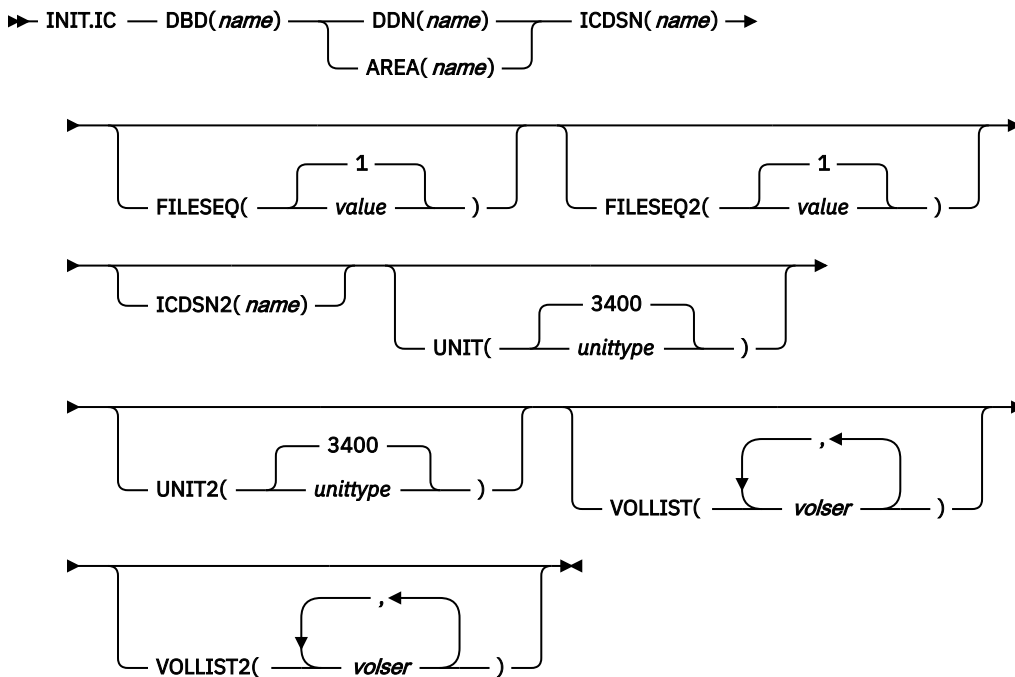 INIT.IC DBD(name) DDN(name) ICDSN(name)
AREA(name)
1 1
FILESEQ( value ) FILESEQ2( value )
ICDSN2(name) 3400
UNIT( unittype )
3400 ,
UNIT2( unittype ) VOLLIST( volser )
,
VOLLIST2( volser )